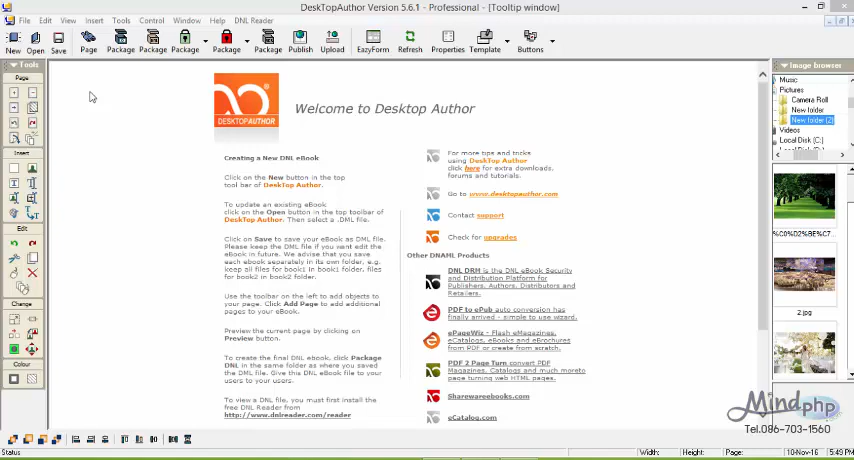 DeskTopAuthor Version 5.6.1 - Professional - [Tooltip window]
File Edit View Insert Tools Control Window Help DNL Reader
New Open Save Page Package Package Package Package Package Publish Upload EazyForm Refresh Properties Template Buttons
Tools
Page
Insert
Edit
Change
Colour
DESKTOPAUTHOR
Welcome to Desktop Author
Creating a New DNL eBook
Click on the New button in the top
tool bar of DeskTop Author.
To update an existing eBook
click on the Open button in the top toolbar of
DeskTop Author. Then select a .DML file.
Click on Save to save your eBook as DML file.
Please keep the DML file if you want edit the
eBook in future. We advise that you save
each ebook separately in its own folder, e.g.
keep all files for book1 in book1 folder, files
for book2 in book2 folder.
Use the toolbar on the left to add objects to
your page. Click Add Page to add additional
pages to your eBook.
Preview the current page by clicking on
Preview button.
To create the final DNL ebook, click Package
DNL in the same folder as where you saved
the DML file. Give this DNL eBook file to your
users to your users.
To view a DNL file, you must first install the
free DNL Reader from
http://www.dnlreader.com/reader
For more tips and tricks
using DeskTop Author
click here for extra downloads,
forums and tutorials.
Go to www.desktopauthor.com
Contact support
Check for upgrades
Other DNAML Products
DNL DRM is the DNL eBook Security
and Distribution Platform for
Publishers, Authors, Distributors and
Retailers.
PDF to ePub auto conversion has
finally arrived - simple to use wizard.
ePageWiz - Flash eMagazines,
eCatalogs, eBooks and eBrochures
from PDF or create from scratch.
PDF 2 Page Turn convert PDF
Magazines, Catalogs and much moreto
page turning web HTML pages.
Sharewareebooks.com
eCatalog.com
Image browser
Music
Pictures
Camera Roll
New folder
New folder (2)
Videos
Local Disk (C:)
%C0%D2%BE%C7...
2.jpg
Mindphp
Tel.086-703-1560
Status
Width: Height: Page: 10-Nov-16 5:49 PM